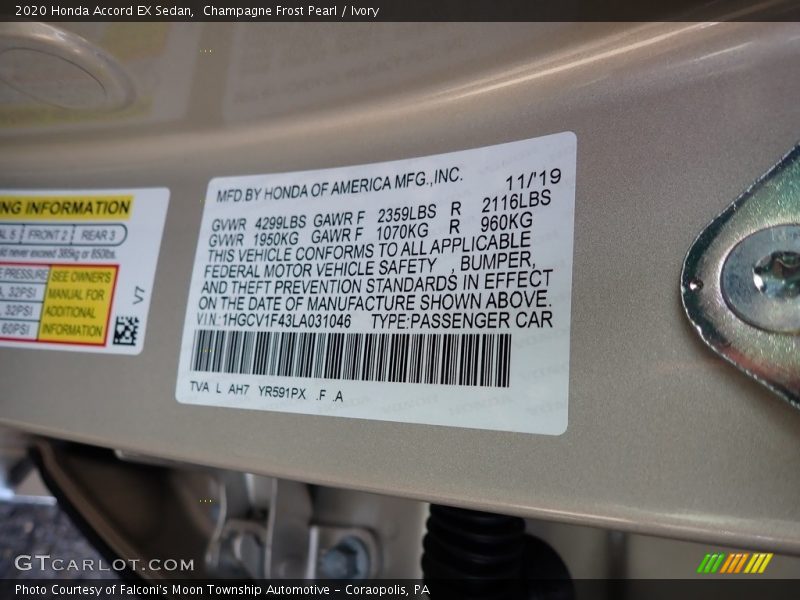 2020 Honda Accord EX Sedan,  Champagne Frost Pearl / Ivory
NG INFORMATION
AL 5 FRONT 2 REAR 3
never exceed 385kg or 850lbs.
PRESSURE
32PSI
32PSI
60PSI
SEE OWNER'S
MANUAL FOR
ADDITIONAL
INFORMATION
V7
MFD.BY HONDA OF AMERICA MFG.,INC. 11/'19
GVWR 4299LBS GAWR F 2359LBS R 2116LBS
GVWR 1950KG GAWR F 1070KG R 960KG
THIS VEHICLE CONFORMS TO ALL APPLICABLE
FEDERAL MOTOR VEHICLE SAFETY , BUMPER,
AND THEFT PREVENTION STANDARDS IN EFFECT
ON THE DATE OF MANUFACTURE SHOWN ABOVE.
VIN:1HGCV1F43LA031046 TYPE:PASSENGER CAR
TVA L AH7 YR591PX .F .A
GTCARLOT.COM
Photo Courtesy of Falconi's Moon Township Automotive - Coraopolis, PA